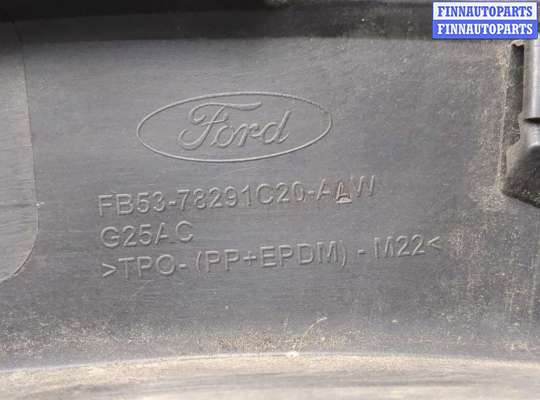 FINNAUTOPARTS
FINNAUTOPARTS
Ford
FB53-78291C20-AAW
G25AC
>TPO-(PP+EPDM)-M22<